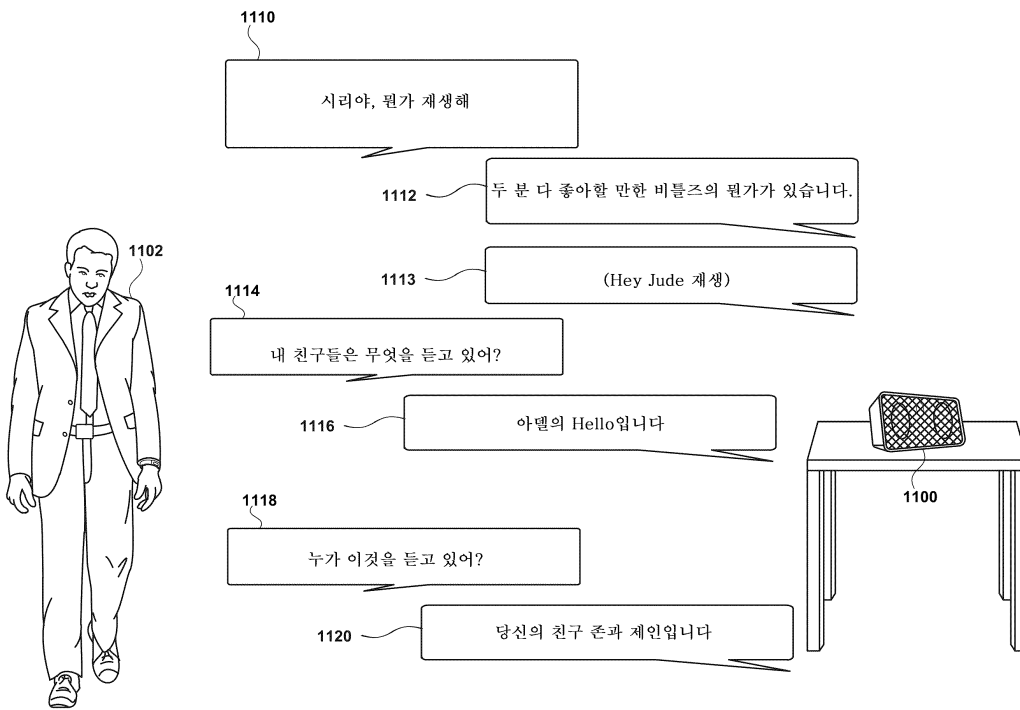 1110
시리야, 뭔가 재생해
1112
두 분 다 좋아할 만한 비틀즈의 뭔가가 있습니다.
1102
1113
(Hey Jude 재생)
1114
내 친구들은 무엇을 듣고 있어?
1116
아델의 Hello입니다
1100
1118
누가 이것을 듣고 있어?
1120
당신의 친구 존과 제인입니다